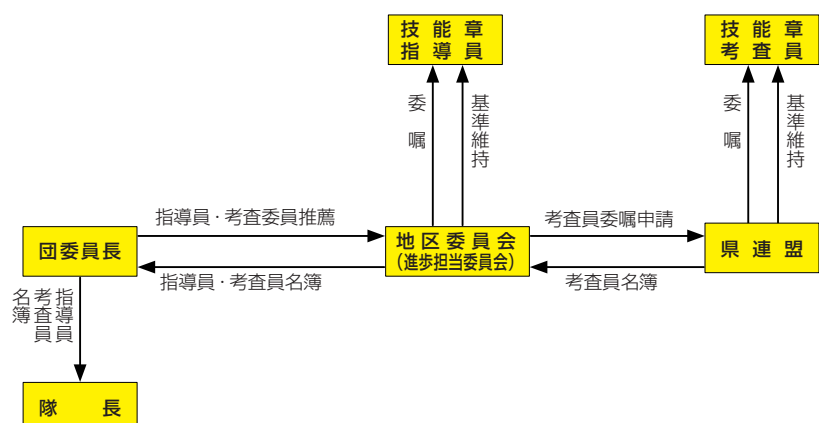 技能章
指導員
技能章
考査員
委嘱
基準維持
委嘱
基準維持
指導員・考査委員推薦
考査員委嘱申請
団委員長
地区委員会
(進歩担当委員会)
県連盟
指導員・考査員名簿
考査員名簿
指導員
考査員
名簿
隊長